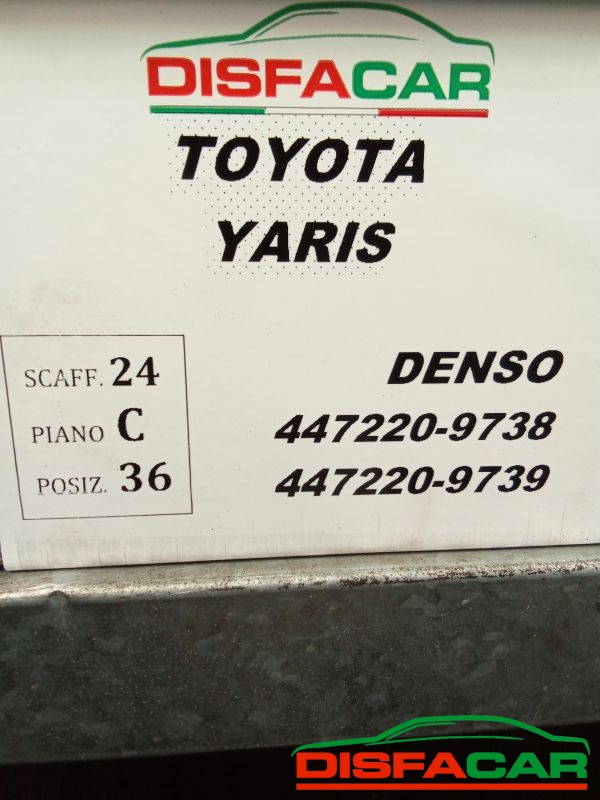 DISFACAR
TOYOTA
YARIS
SCAFF. 24
PIANO C
POSIZ. 36
DENSO
447220-9738
447220-9739
DISFACAR